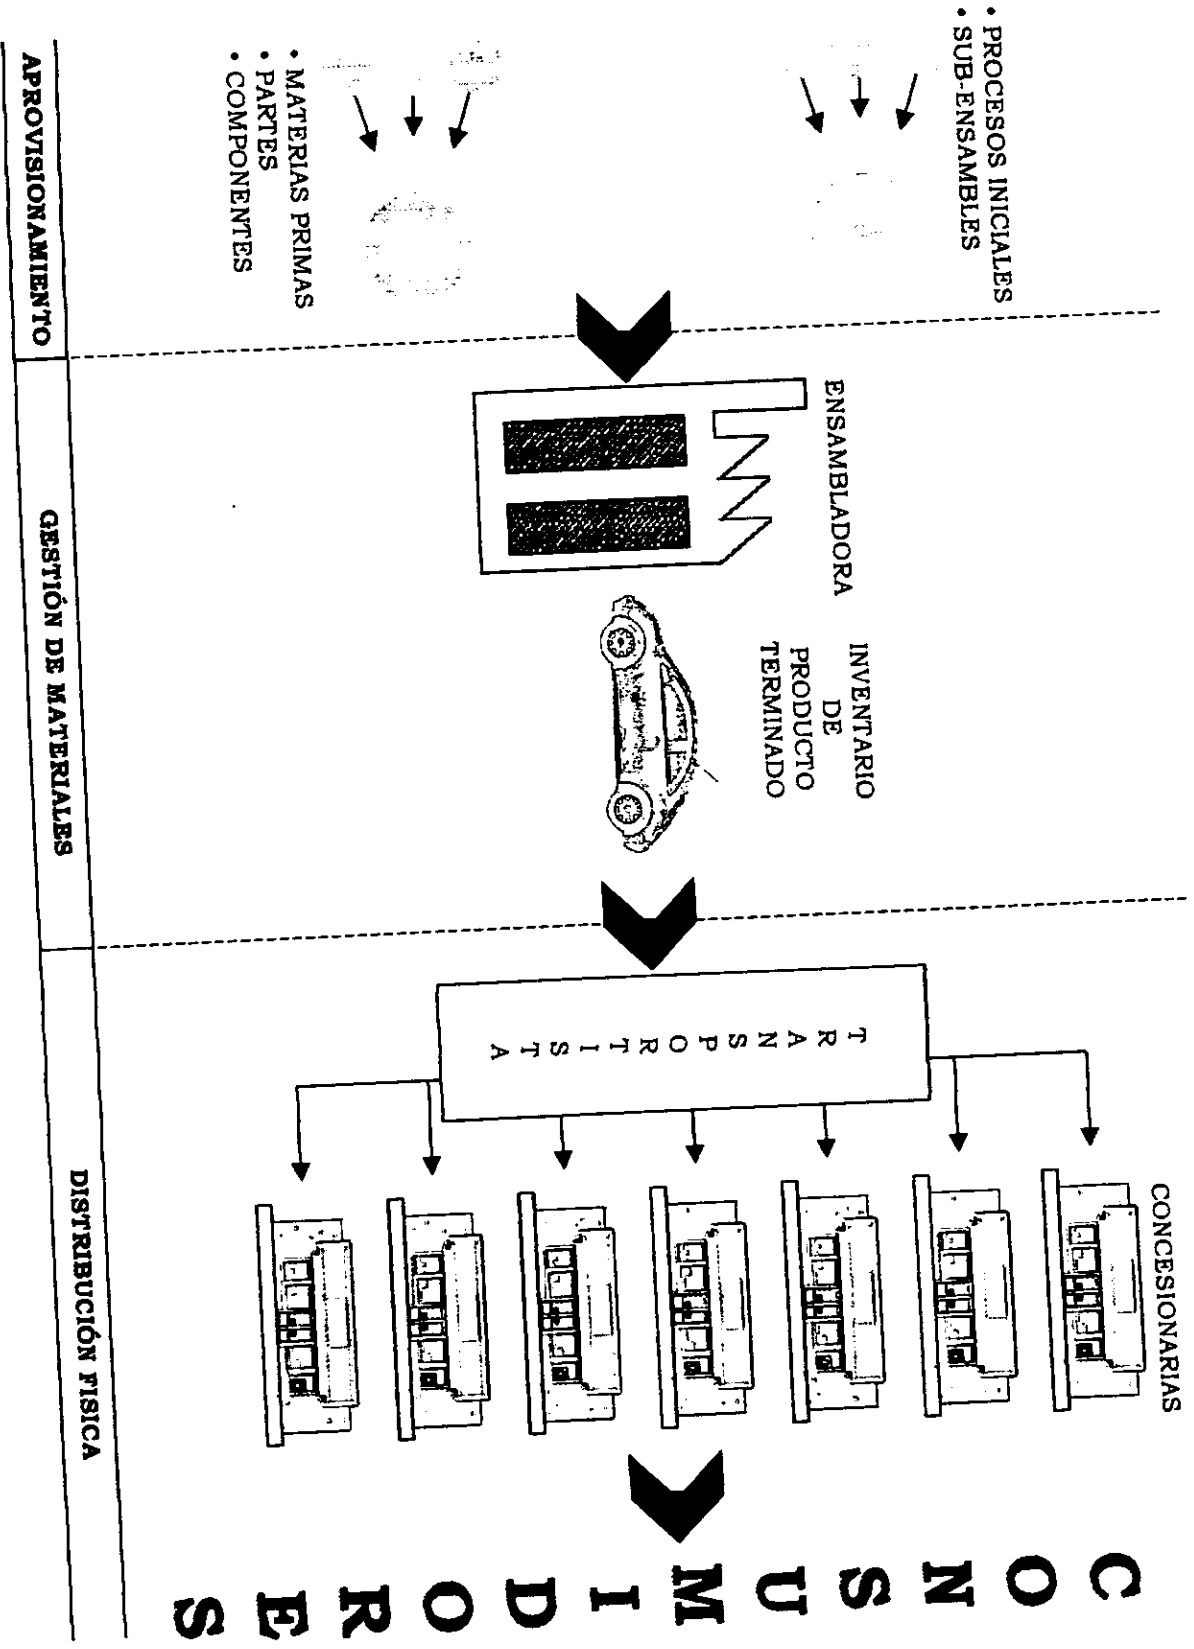 • PROCESOS INICIALES
• SUB-ENSAMBLES
• MATERIAS PRIMAS
• PARTES
• COMPONENTES
ENSAMBLADORA
INVENTARIO
DE
PRODUCTO
TERMINADO
TRANSPORTISTA
CONCESIONARIAS
CONSUMIDORES
APROVISIONAMIENTO
GESTIÓN DE MATERIALES
DISTRIBUCIÓN FISICA